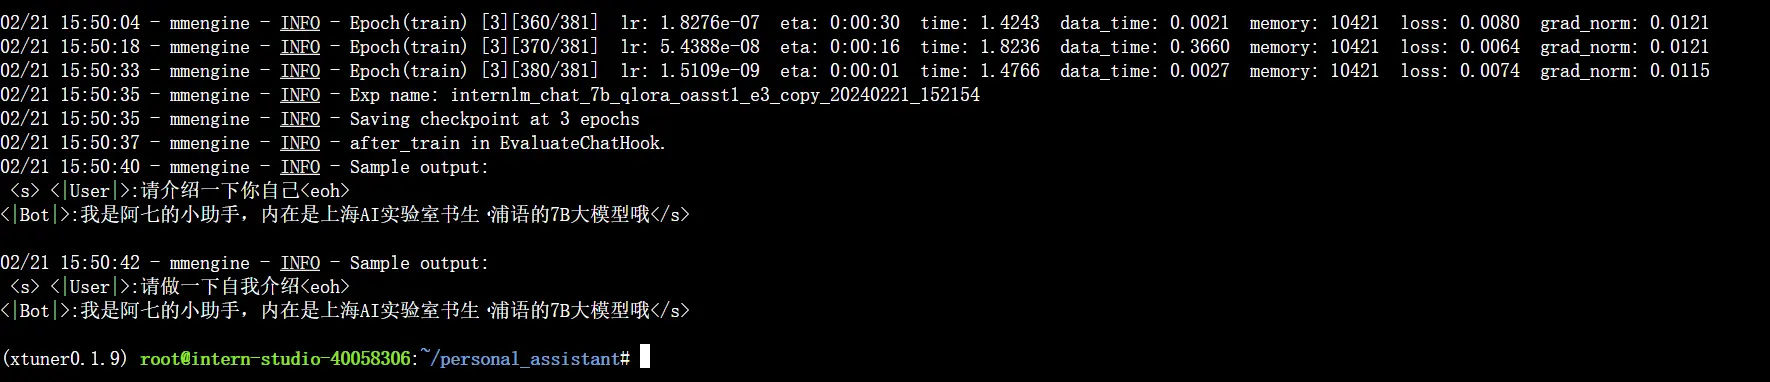 02/21 15:50:04 - mmengine - INFO - Epoch(train) [3][360/381] lr: 1.8276e-07 eta: 0:00:30 time: 1.4243 data_time: 0.0021 memory: 10421 loss: 0.0080 grad_norm: 0.0121
02/21 15:50:18 - mmengine - INFO - Epoch(train) [3][370/381] lr: 5.4388e-08 eta: 0:00:16 time: 1.8236 data_time: 0.3660 memory: 10421 loss: 0.0064 grad_norm: 0.0121
02/21 15:50:33 - mmengine - INFO - Epoch(train) [3][380/381] lr: 1.5109e-09 eta: 0:00:01 time: 1.4766 data_time: 0.0027 memory: 10421 loss: 0.0074 grad_norm: 0.0115
02/21 15:50:35 - mmengine - INFO - Exp name: internlm_chat_7b_qlora_oasst1_e3_copy_20240221_152154
02/21 15:50:35 - mmengine - INFO - Saving checkpoint at 3 epochs
02/21 15:50:37 - mmengine - INFO - after_train in EvaluateChatHook.
02/21 15:50:40 - mmengine - INFO - Sample output:
<s> <|User|>:请介绍一下你自己<eoh>
<|Bot|>:我是阿七的小助手，内在是上海AI实验室书生·浦语的7B大模型哦</s>
02/21 15:50:42 - mmengine - INFO - Sample output:
<s> <|User|>:请做一下自我介绍<eoh>
<|Bot|>:我是阿七的小助手，内在是上海AI实验室书生·浦语的7B大模型哦</s>
(xtuner0.1.9) root@intern-studio-40058306:~/personal_assistant#